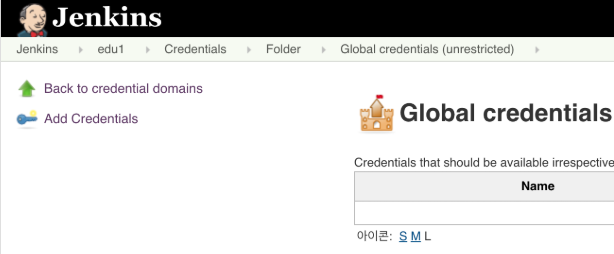 Jenkins
Jenkins edu1 Credentials Folder Global credentials (unrestricted)
Back to credential domains
Add Credentials
Global credentials
Credentials that should be available irrespective
Name
아이콘: S M L